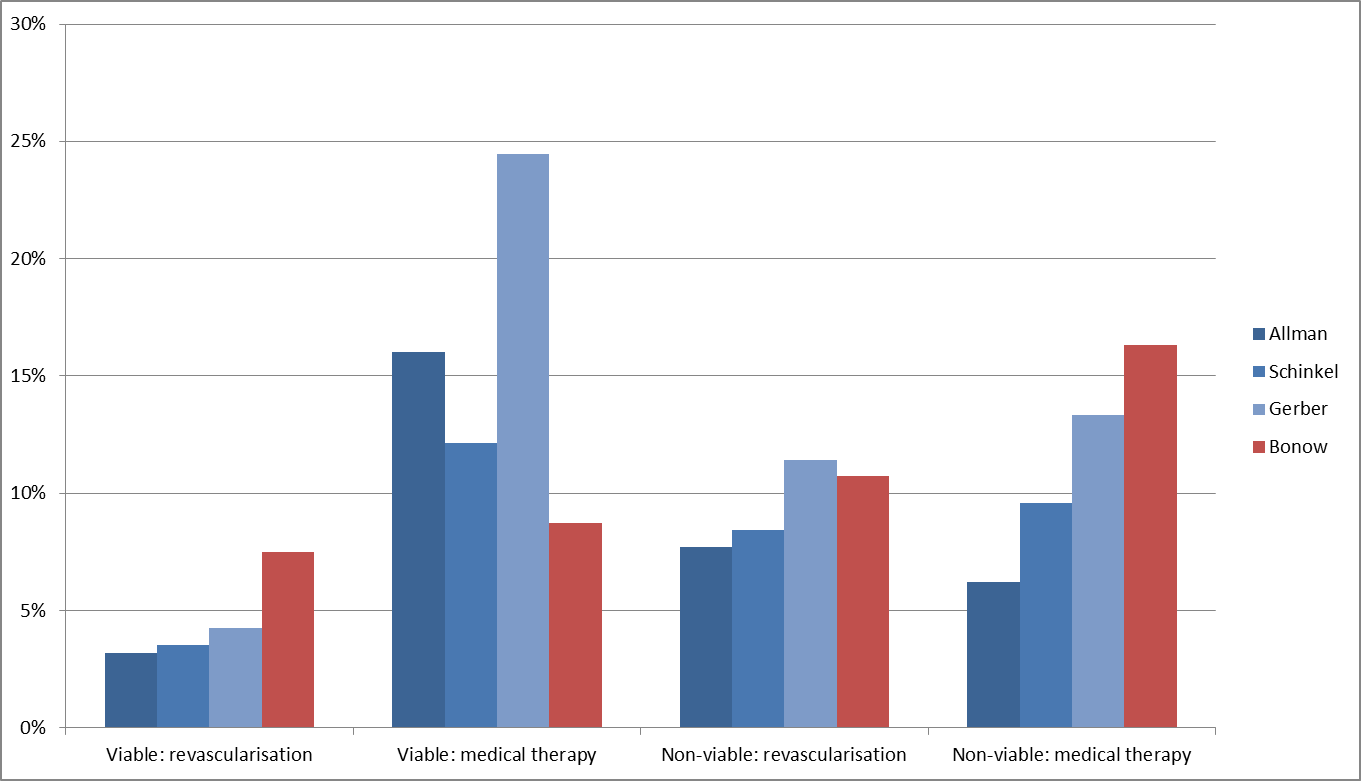 30%
25%
20%
15%
10%
5%
0%
Viable: revascularisation
Viable: medical therapy
Non-viable: revascularisation
Non-viable: medical therapy
Allman
Schinkel
Gerber
Bonow